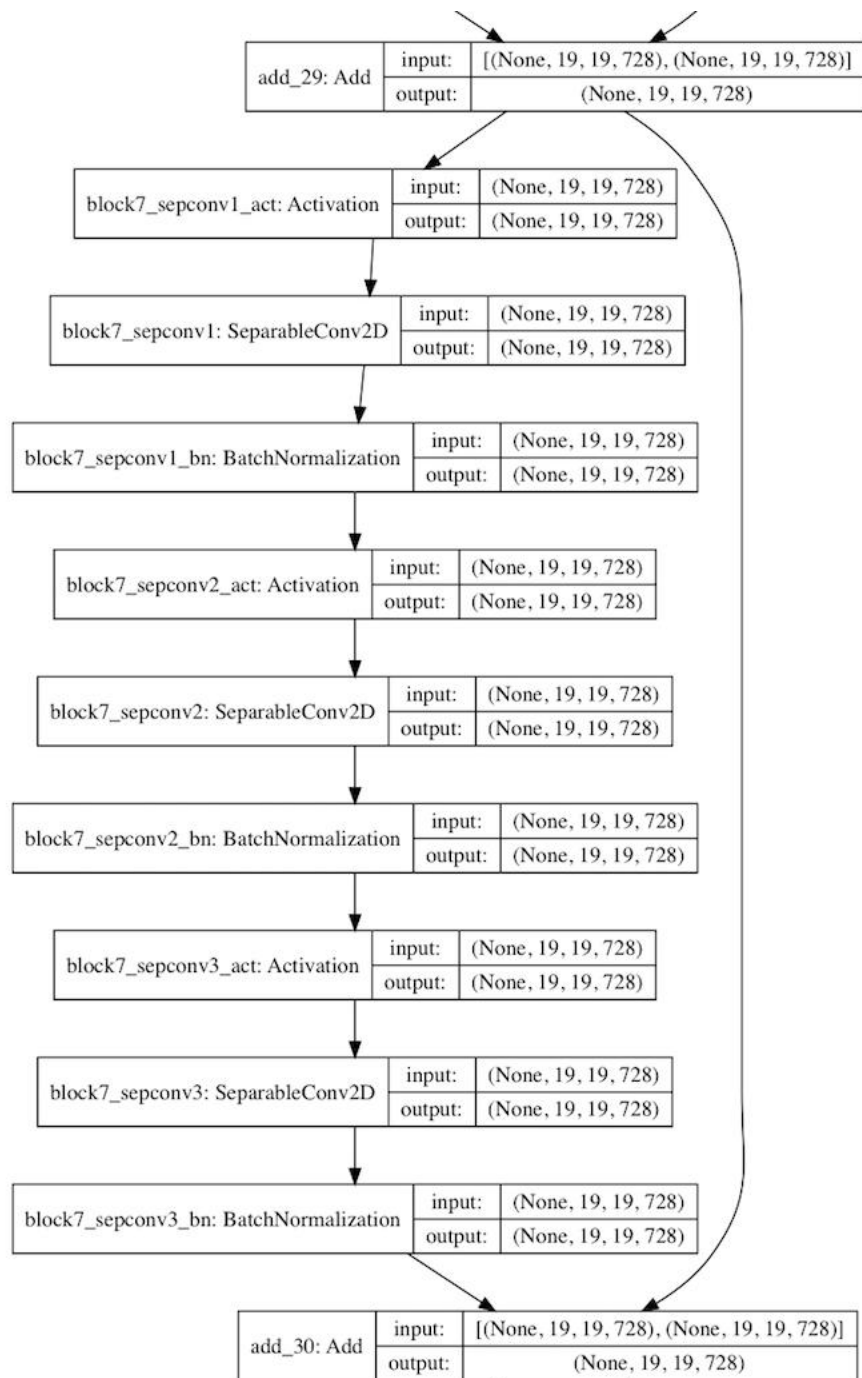 add_29: Add
input: [(None, 19, 19, 728), (None, 19, 19, 728)]
output: (None, 19, 19, 728)
block7_sepconv1_act: Activation
input: (None, 19, 19, 728)
output: (None, 19, 19, 728)
block7_sepconv1: SeparableConv2D
input: (None, 19, 19, 728)
output: (None, 19, 19, 728)
block7_sepconv1_bn: BatchNormalization
input: (None, 19, 19, 728)
output: (None, 19, 19, 728)
block7_sepconv2_act: Activation
input: (None, 19, 19, 728)
output: (None, 19, 19, 728)
block7_sepconv2: SeparableConv2D
input: (None, 19, 19, 728)
output: (None, 19, 19, 728)
block7_sepconv2_bn: BatchNormalization
input: (None, 19, 19, 728)
output: (None, 19, 19, 728)
block7_sepconv3_act: Activation
input: (None, 19, 19, 728)
output: (None, 19, 19, 728)
block7_sepconv3: SeparableConv2D
input: (None, 19, 19, 728)
output: (None, 19, 19, 728)
block7_sepconv3_bn: BatchNormalization
input: (None, 19, 19, 728)
output: (None, 19, 19, 728)
add_30: Add
input: [(None, 19, 19, 728), (None, 19, 19, 728)]
output: (None, 19, 19, 728)